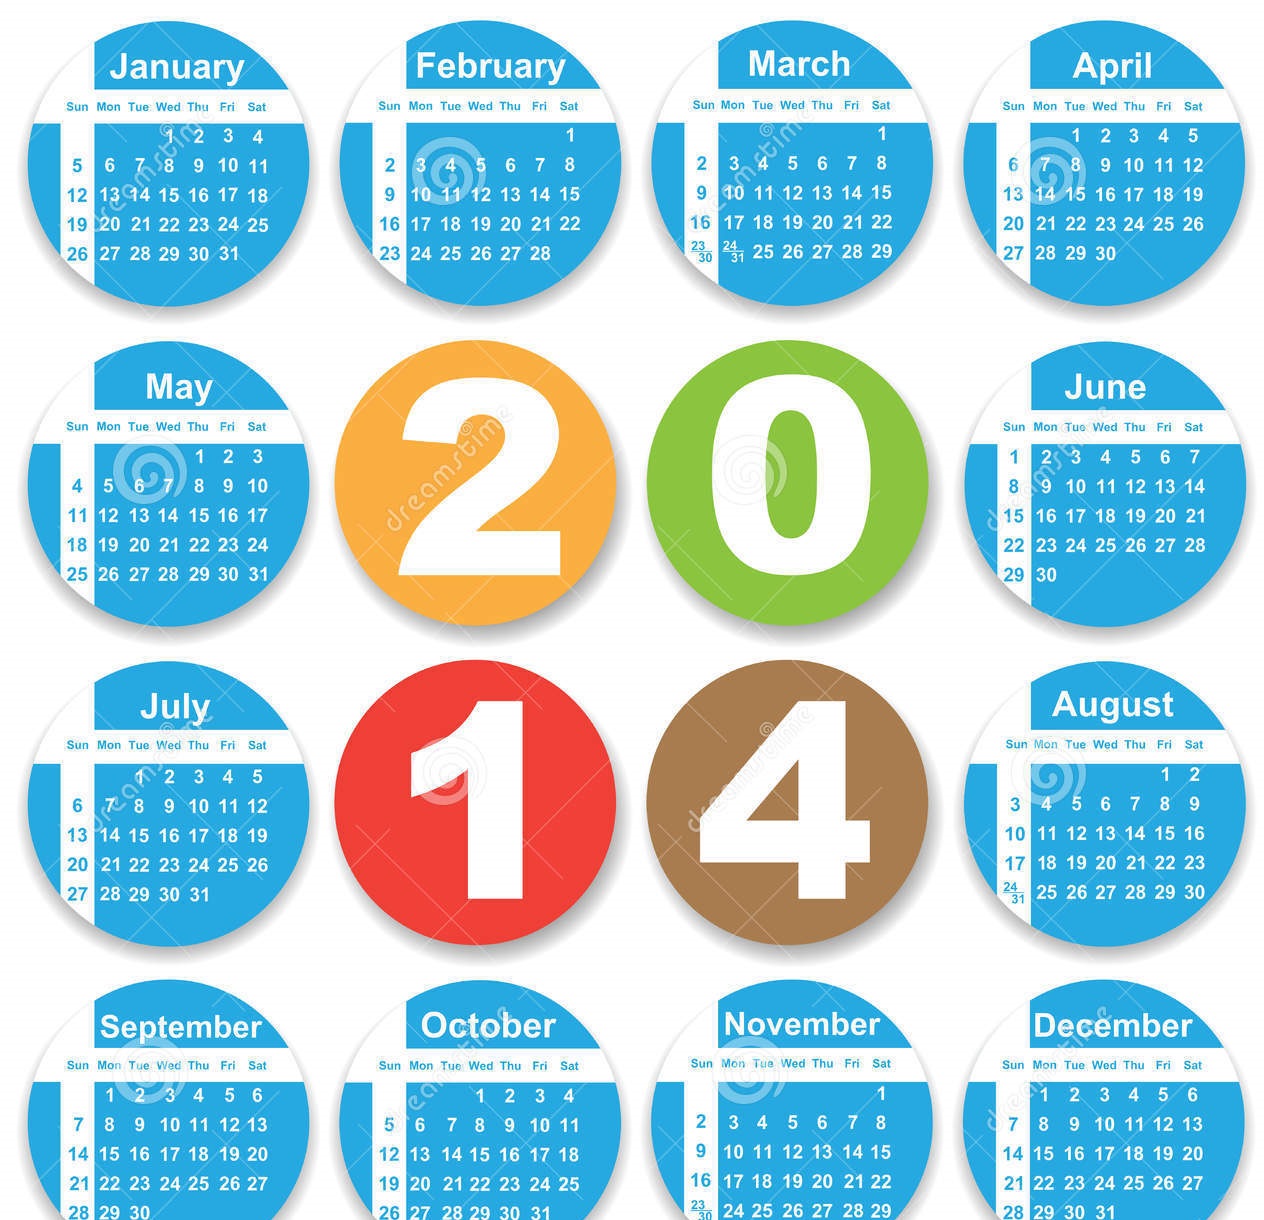 January
Sun Mon Tue Wed Thu Fri Sat
1 2 3 4
5 6 7 8 9 10 11
12 13 14 15 16 17 18
19 20 21 22 23 24 25
26 27 28 29 30 31
February
Sun Mon Tue Wed Thu Fri Sat
1
2 3 4 5 6 7 8
9 10 11 12 13 14 15
16 17 18 19 20 21 22
23 24 25 26 27 28
March
Sun Mon Tue Wed Thu Fri Sat
1
2 3 4 5 6 7 8
9 10 11 12 13 14 15
16 17 18 19 20 21 22
23/30 24/31 25 26 27 28 29
April
Sun Mon Tue Wed Thu Fri Sat
1 2 3 4 5
6 7 8 9 10 11 12
13 14 15 16 17 18 19
20 21 22 23 24 25 26
27 28 29 30
May
Sun Mon Tue Wed Thu Fri Sat
1 2 3
4 5 6 7 8 9 10
11 12 13 14 15 16 17
18 19 20 21 22 23 24
25 26 27 28 29 30 31
2 0
June
Sun Mon Tue Wed Thu Fri Sat
1 2 3 4 5 6 7
8 9 10 11 12 13 14
15 16 17 18 19 20 21
22 23 24 25 26 27 28
29 30
July
Sun Mon Tue Wed Thu Fri Sat
1 2 3 4 5
6 7 8 9 10 11 12
13 14 15 16 17 18 19
20 21 22 23 24 25 26
27 28 29 30 31
1 4
August
Sun Mon Tue Wed Thu Fri Sat
1 2
3 4 5 6 7 8 9
10 11 12 13 14 15 16
17 18 19 20 21 22 23
24/31 25 26 27 28 29 30
September
Sun Mon Tue Wed Thu Fri Sat
1 2 3 4 5 6
7 8 9 10 11 12 13
14 15 16 17 18 19 20
21 22 23 24 25 26 27
28 29 30
October
Sun Mon Tue Wed Thu Fri Sat
1 2 3 4
5 6 7 8 9 10 11
12 13 14 15 16 17 18
19 20 21 22 23 24 25
26 27 28 29 30 31
November
Sun Mon Tue Wed Thu Fri Sat
1
2 3 4 5 6 7 8
9 10 11 12 13 14 15
16 17 18 19 20 21 22
23/30 24 25 26 27 28 29
December
Sun Mon Tue Wed Thu Fri Sat
1 2 3 4 5 6
7 8 9 10 11 12 13
14 15 16 17 18 19 20
21 22 23 24 25 26 27
28 29 30 31
dreamstime
dreamstime
dreamstime
dreamstime
dreamstime
dreamstime
dreamstime
dreamstime
dreamstime